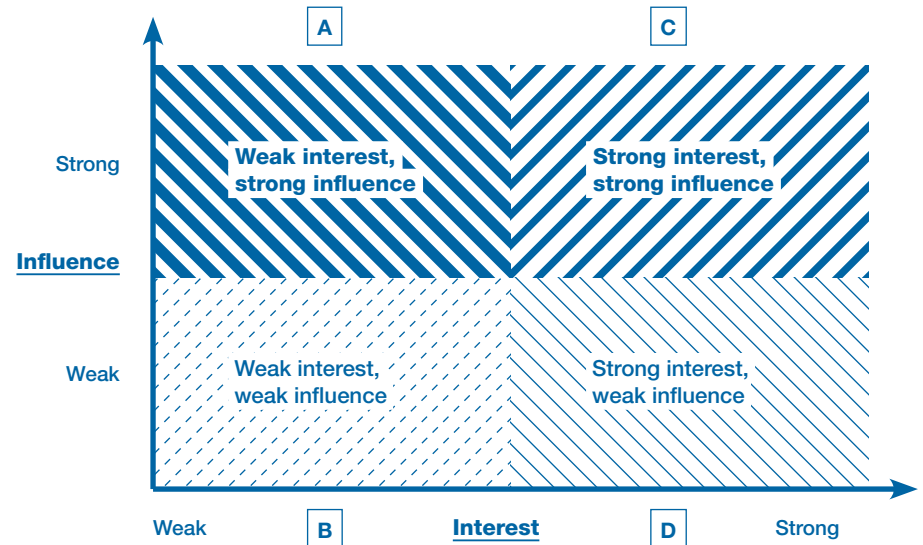 A
C
Strong
Weak interest,
strong influence
Strong interest,
strong influence
Influence
Weak
Weak interest,
weak influence
Strong interest,
weak influence
Weak
B
Interest
D
Strong